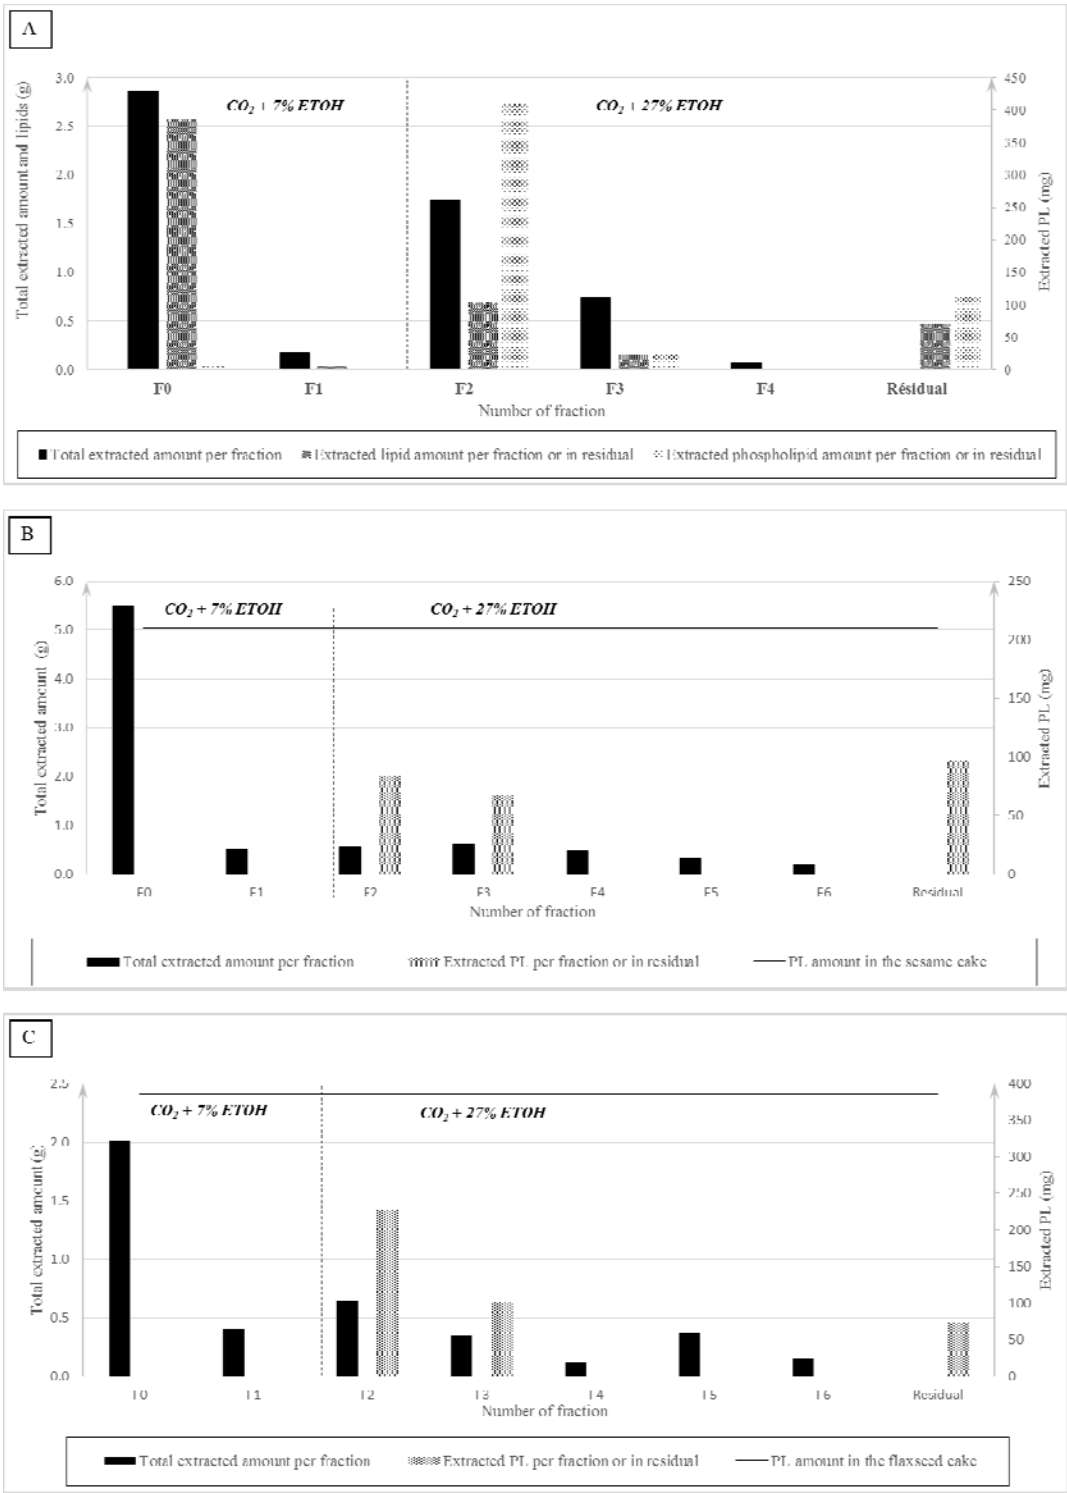 A
CO2 + 7% ETOH
CO2 + 27% ETOH
Total extracted amount and lipids (g)
3.0
2.5
2.0
1.5
1.0
0.5
0.0
450
400
350
300
250
200
150
100
50
0
Extracted PL (mg)
F0 F1 F2 F3 F4 Résidual
Number of fraction
Total extracted amount per fraction Extracted lipid amount per fraction or in residual Extracted phospholipid amount per fraction or in residual
B
CO2 + 7% ETOH
CO2 + 27% ETOH
Total extracted amount (g)
6.0
5.0
4.0
3.0
2.0
1.0
0.0
250
200
150
100
50
0
Extracted PL (mg)
F0 F1 F2 F3 F4 F5 F6 Residual
Number of fraction
Total extracted amount per fraction Extracted PL per fraction or in residual PL amount in the sesame cake
C
CO2 + 7% ETOH
CO2 + 27% ETOH
Total extracted amount (g)
2.5
2.0
1.5
1.0
0.5
0.0
400
350
300
250
200
150
100
50
0
Extracted PL (mg)
F0 F1 F2 F3 F4 F5 F6 Residual
Number of fraction
Total extracted amount per fraction Extracted PL per fraction or in residual PL amount in the flaxseed cake